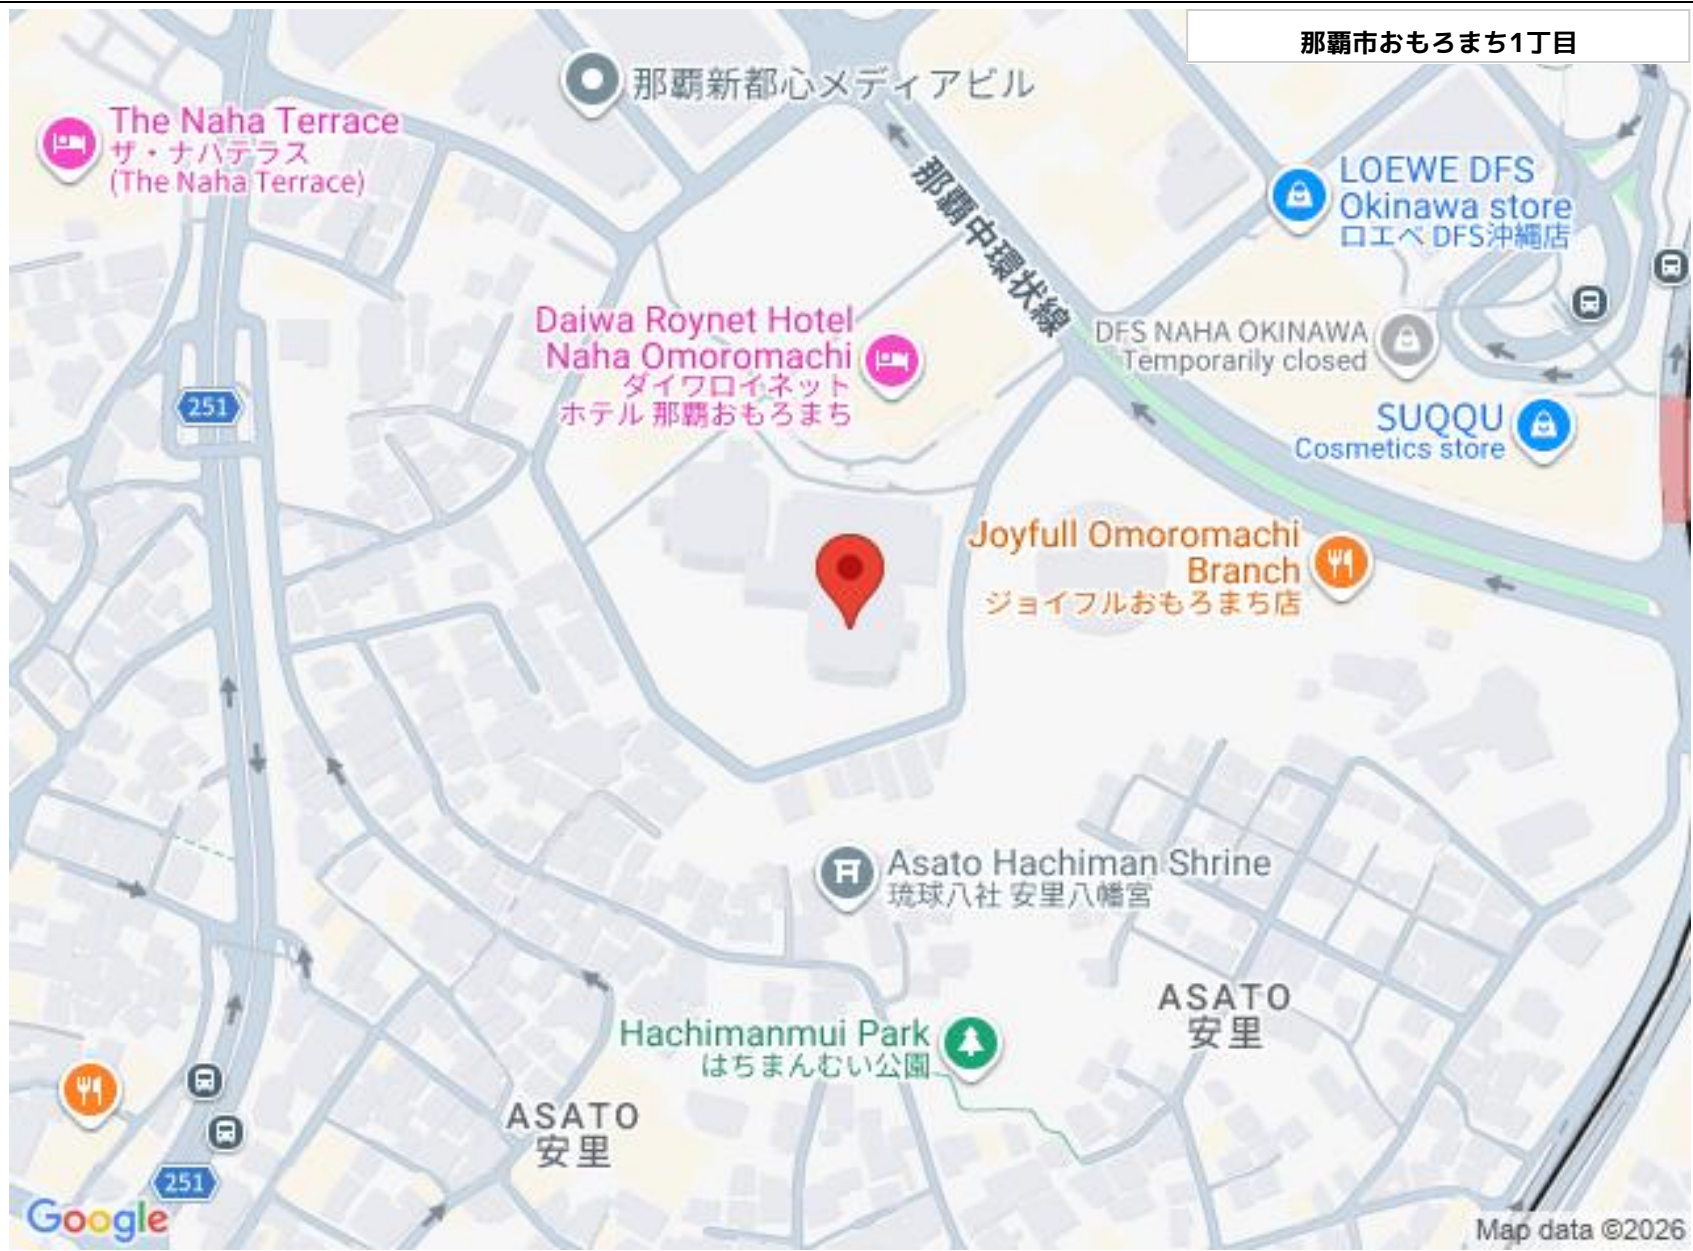 那覇市おもろまち1丁目
那覇新都心メディアビル
The Naha Terrace
ザ・ナハテラス
(The Naha Terrace)
LOEWE DFS
Okinawa store
ロエベ DFS沖縄店
那覇中環状線
Daiwa Roynet Hotel
Naha Omoromachi
ダイワロイネット
ホテル 那覇おもろまち
DFS NAHA OKINAWA
Temporarily closed
251
SUQQU
Cosmetics store
Joyfull Omoromachi
Branch
ジョイフルおもろまち店
Asato Hachiman Shrine
琉球八社 安里八幡宮
ASATO
安里
Hachimanmui Park
はちまんむい公園
ASATO
安里
251
Google
Map data ©2026